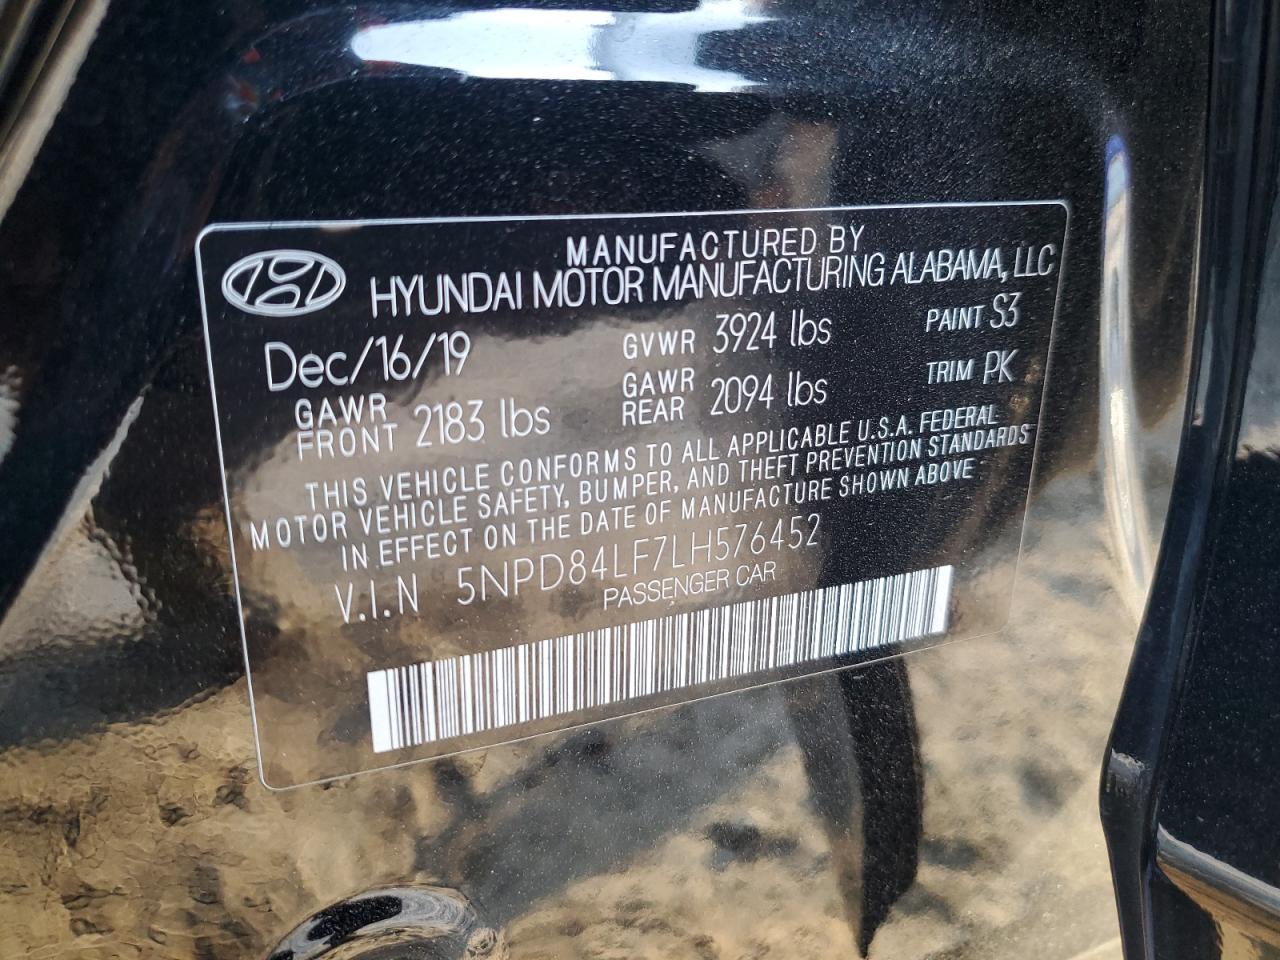 MANUFACTURED BY
HYUNDAI MOTOR MANUFACTURING ALABAMA, LLC
Dec/16/19 GVWR 3924 lbs PAINT S3
GAWR FRONT 2183 lbs GAWR REAR 2094 lbs TRIM PK
THIS VEHICLE CONFORMS TO ALL APPLICABLE U.S.A. FEDERAL
MOTOR VEHICLE SAFETY, BUMPER, AND THEFT PREVENTION STANDARDS
IN EFFECT ON THE DATE OF MANUFACTURE SHOWN ABOVE
V.I.N 5NPD84LF7LH576452
PASSENGER CAR